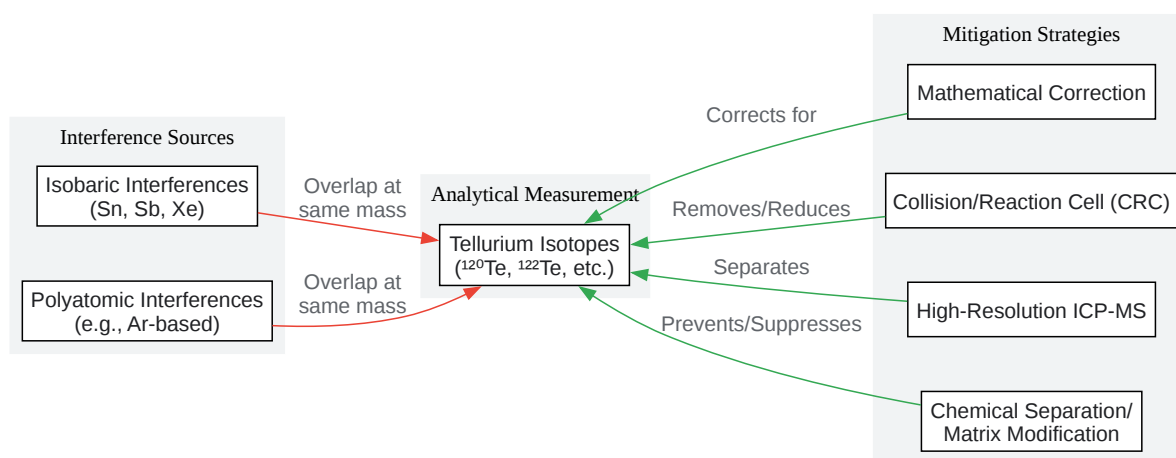 Interference Sources
Isobaric Interferences
(Sn, Sb, Xe)
Polyatomic Interferences
(e.g., Ar-based)
Overlap at
same mass
Overlap at
same mass
Analytical Measurement
Tellurium Isotopes
(¹²⁰Te, ¹²²Te, etc.)
Corrects for
Removes/Reduces
Separates
Prevents/Suppresses
Mitigation Strategies
Mathematical Correction
Collision/Reaction Cell (CRC)
High-Resolution ICP-MS
Chemical Separation/
Matrix Modification